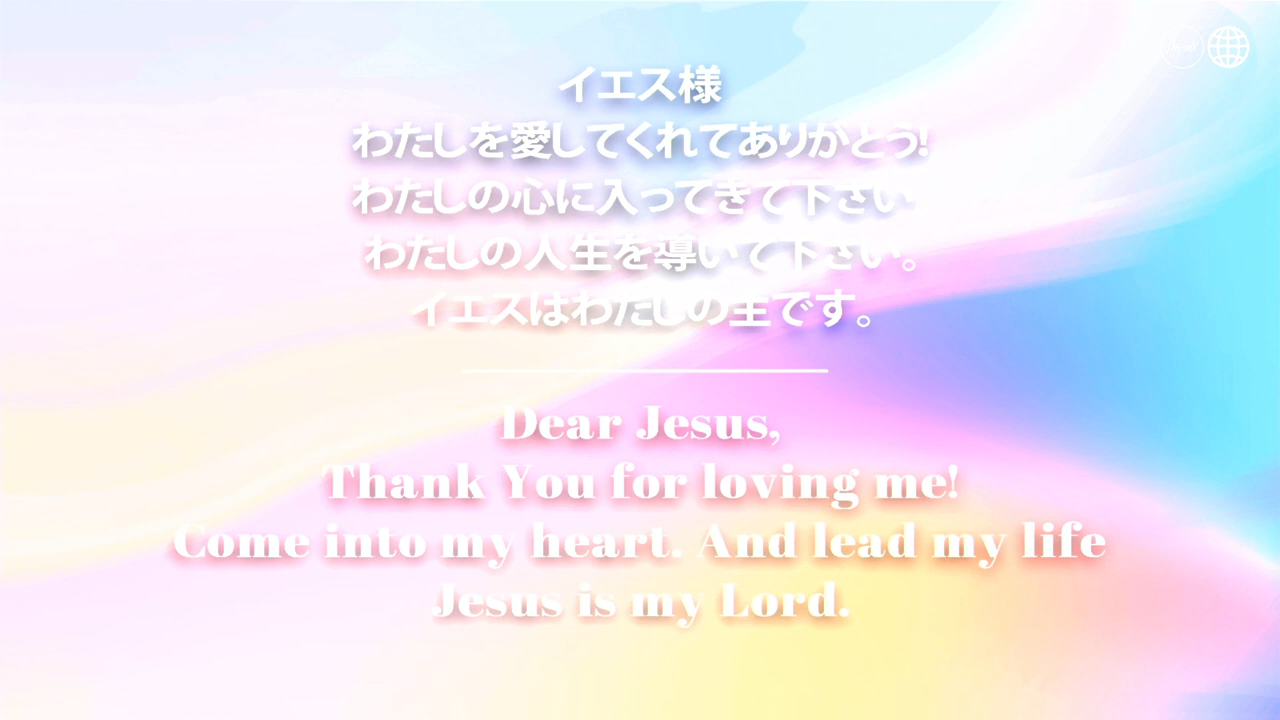 イエス様
わたしを愛してくれてありがとう!
わたしの心に入ってきて下さい。
わたしの人生を導いて下さい。
イエスはわたしの主です。
Dear Jesus,
Thank You for loving me!
Come into my heart. And lead my life
Jesus is my Lord.